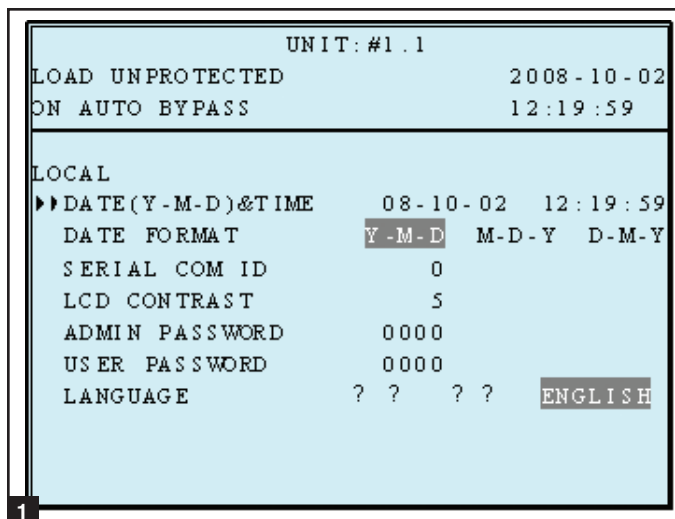 UNIT:#1.1
LOAD UNPROTECTED 2008-10-02
ON AUTO BYPASS 12:19:59
LOCAL
DATE(Y-M-D)&TIME 08-10-02 12:19:59
DATE FORMAT Y-M-D M-D-Y D-M-Y
SERIAL COM ID 0
LCD CONTRAST 5
ADMIN PASSWORD 0000
USER PASSWORD 0000
LANGUAGE ? ? ? ? ENGLISH
1